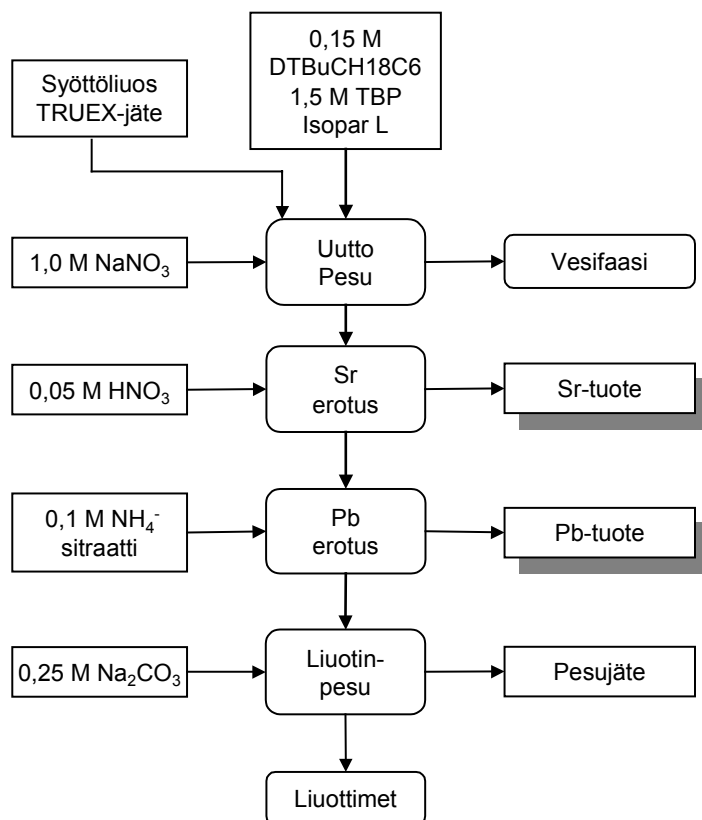 0,15 M
DTBuCH18C6
1,5 M TBP
Isopar L
Syöttöliuos
TRUEX-jäte
1,0 M NaNO₃
Uutto
Pesu
Vesifaasi
0,05 M HNO₃
Sr
erotus
Sr-tuote
0,1 M NH₄⁻
sitraatti
Pb
erotus
Pb-tuote
0,25 M Na₂CO₃
Liuotin-
pesu
Pesujäte
Liuottimet